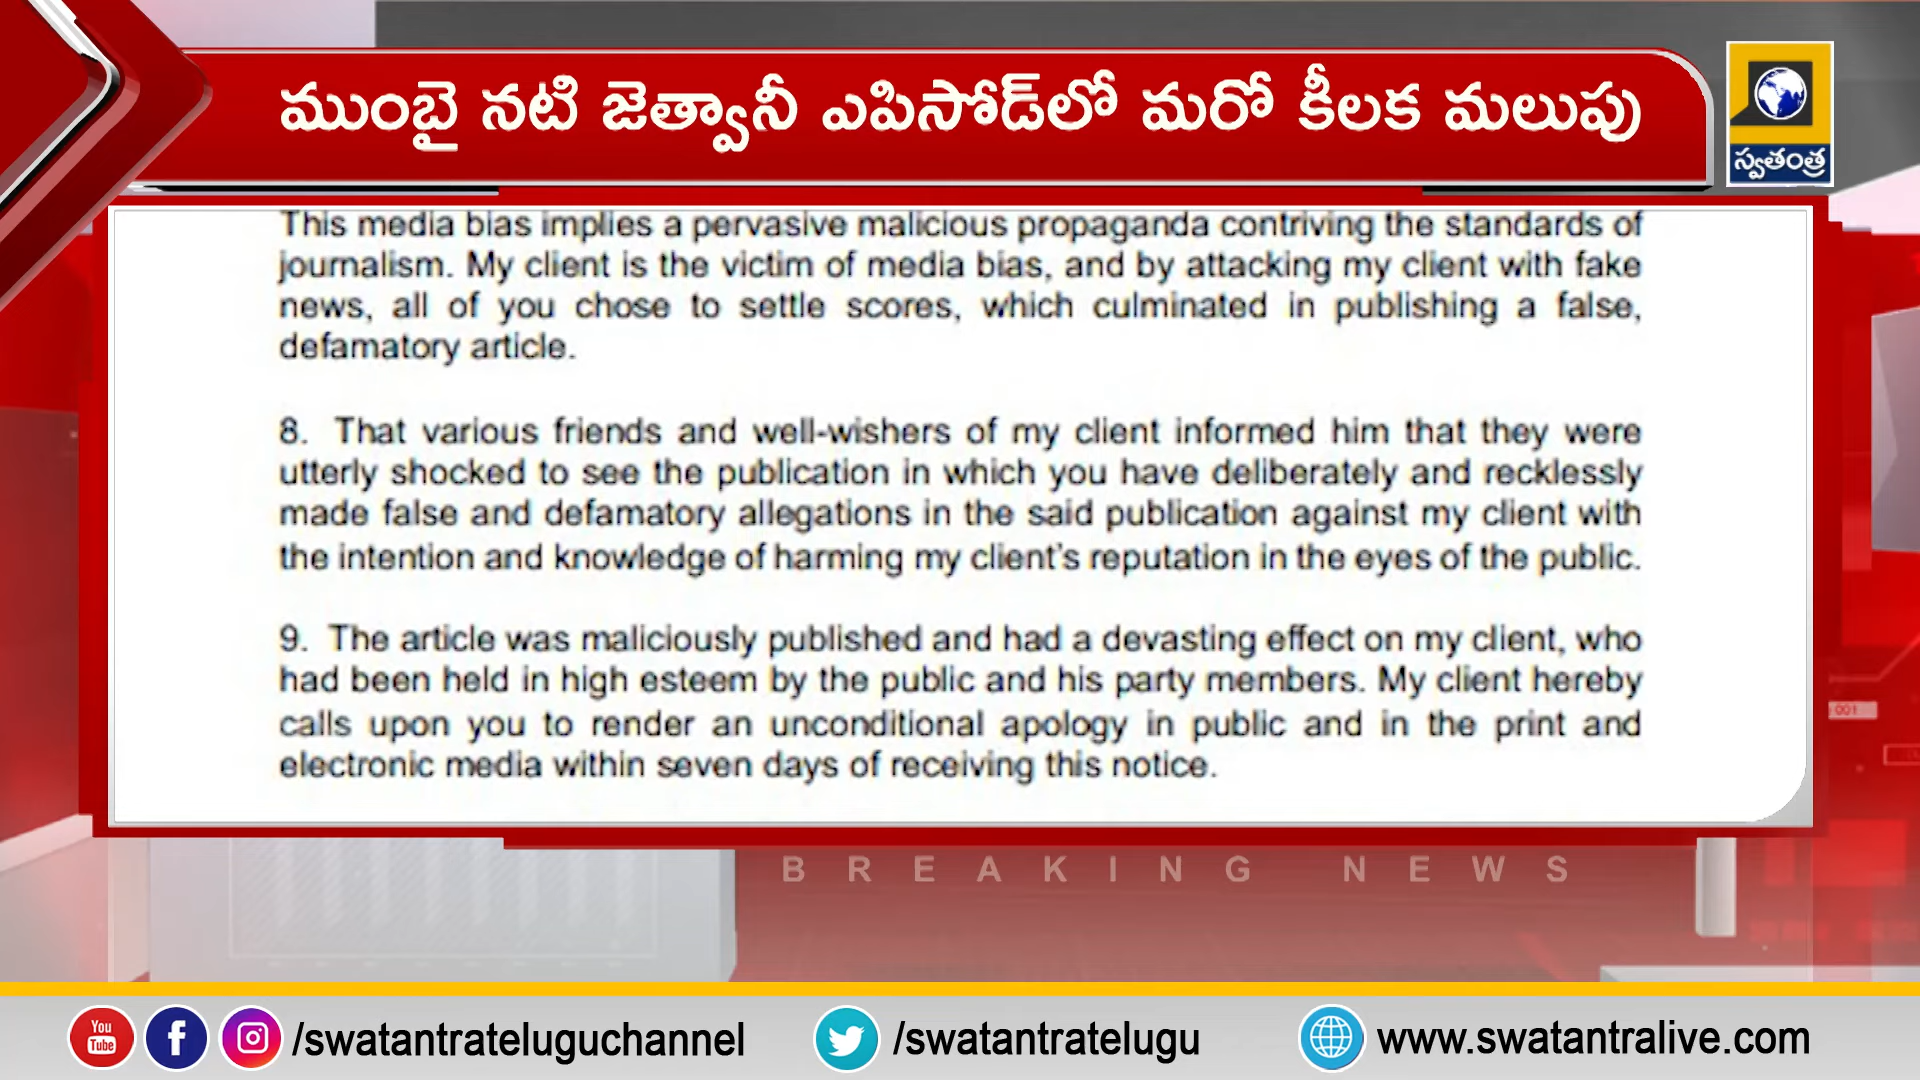 ముంబై నటి జెత్వానీ ఎపిసోడ్‌లో మరో కీలక మలుపు
స్వతంత్ర
This media bias implies a pervasive malicious propaganda contriving the standards of
journalism. My client is the victim of media bias, and by attacking my client with fake
news, all of you chose to settle scores, which culminated in publishing a false,
defamatory article.
8. That various friends and well-wishers of my client informed him that they were
utterly shocked to see the publication in which you have deliberately and recklessly
made false and defamatory allegations in the said publication against my client with
the intention and knowledge of harming my client's reputation in the eyes of the public.
9. The article was maliciously published and had a devasting effect on my client, who
had been held in high esteem by the public and his party members. My client hereby
calls upon you to render an unconditional apology in public and in the print and
electronic media within seven days of receiving this notice.
001
BREAKING NEWS
You Tube /swatantrateluguchannel /swatantratelugu www.swatantralive.com